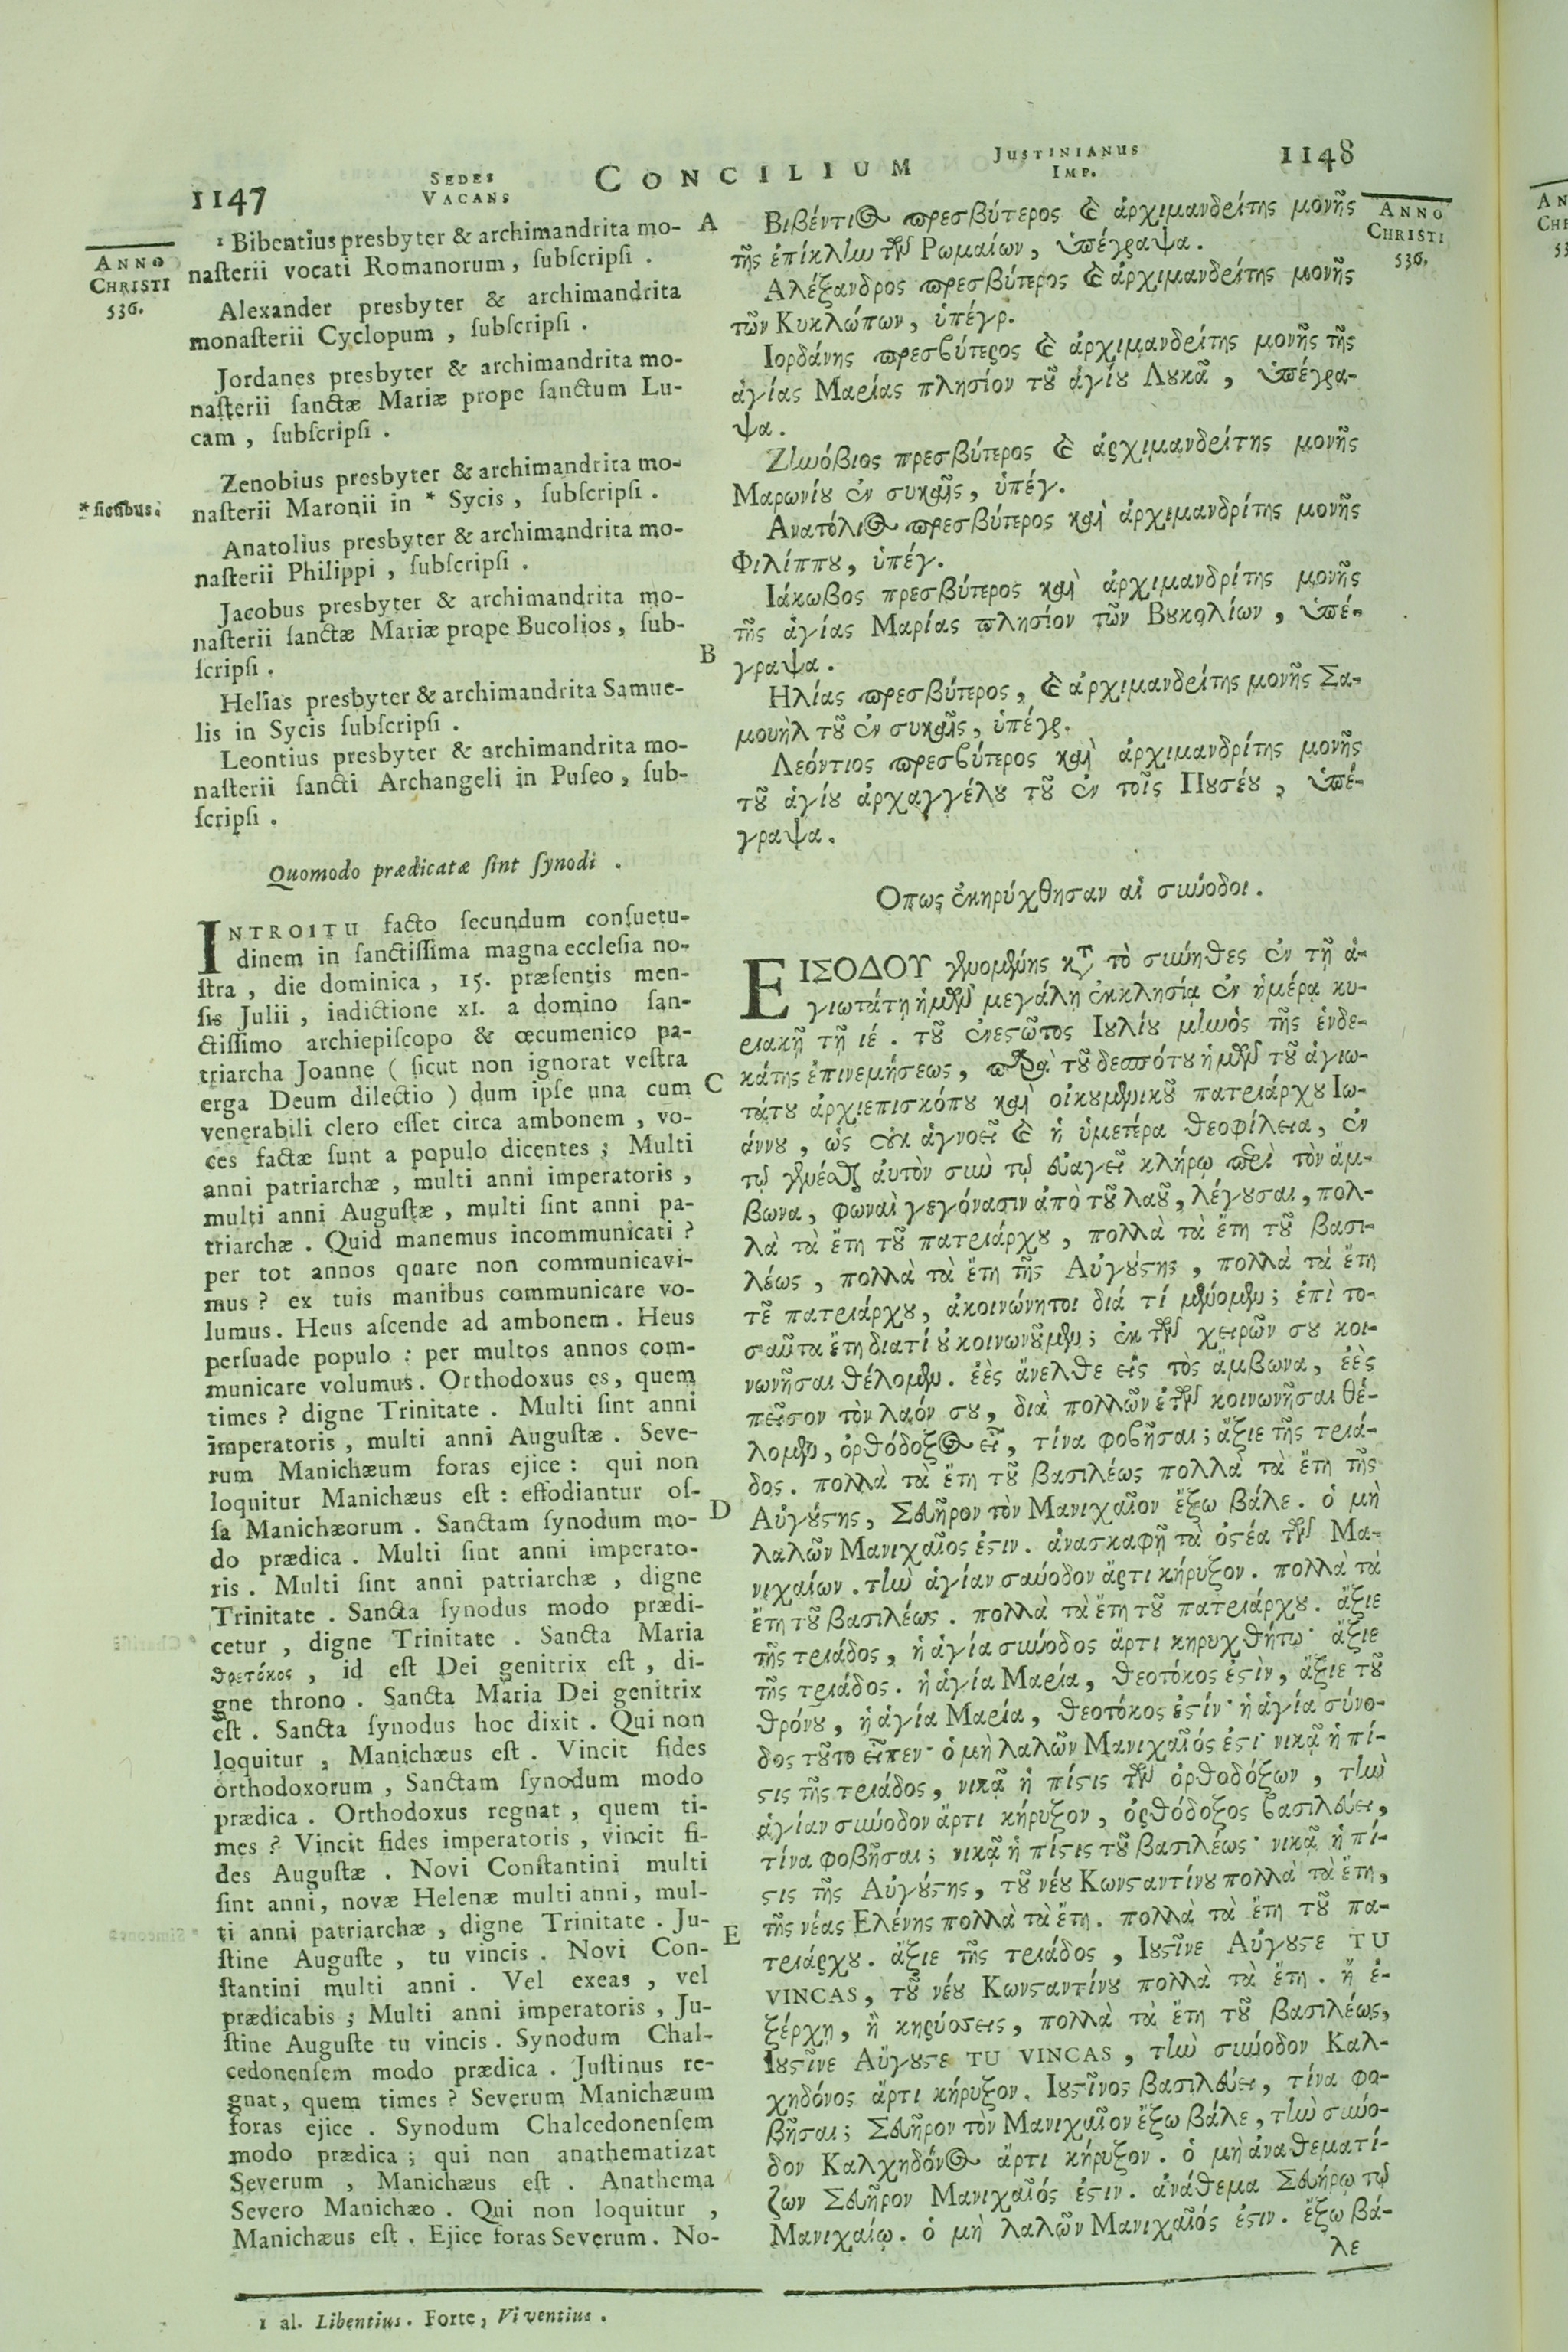 1147
SEDES
VACANS
CONCILIUM
JUSTINIANUS
IMP.
1148
ANNO
CHRISTI
536.
¹ Bibentius presbyter & archimandrita mo-
nasterii vocati Romanorum, subscripsi.
Alexander presbyter & archimandrita
monasterii Cyclopum, subscripsi.
Jordanes presbyter & archimandrita mo-
nasterii sanctæ Mariæ prope sanctum Lu-
cam, subscripsi.
Zenobius presbyter & archimandrita mo-
nasterii Maronii in * Sycis, subscripsi.
* ficibus.
Anatolius presbyter & archimandrita mo-
nasterii Philippi, subscripsi.
Jacobus presbyter & archimandrita mo-
nasterii sanctæ Mariæ prope Bucolios, sub-
scripsi.
Helias presbyter & archimandrita Samue-
lis in Sycis subscripsi.
Leontius presbyter & archimandrita mo-
nasterii sancti Archangeli in Puseo, sub-
scripsi.
Quomodo prædicatæ sint synodi.
INTROITU facto secundum consuetu-
dinem in sanctissima magna ecclesia no-
stra, die dominica, 15. præsentis men-
sis Julii, indictione XI. a domino san-
ctissimo archiepiscopo & œcumenico pa-
triarcha Joanne (sicut non ignorat vestra
erga Deum dilectio) dum ipse una cum
venerabili clero esset circa ambonem, vo-
ces factæ sunt a populo dicentes; Multi
anni patriarchæ, multi anni imperatoris,
multi anni Augustæ, multi sint anni pa-
triarchæ. Quid manemus incommunicati?
per tot annos quare non communicavi-
mus? ex tuis manibus communicare vo-
lumus. Heus ascende ad ambonem. Heus
persuade populo: per multos annos com-
municare volumus. Orthodoxus es, quem
times? digne Trinitate. Multi sint anni
imperatoris, multi anni Augustæ. Seve-
rum Manichæum foras ejice: qui non
loquitur Manichæus est: effodiantur os-
sa Manichæorum. Sanctam synodum mo-
do prædica. Multi sint anni imperato-
ris. Multi sint anni patriarchæ, digne
Trinitate. Sancta synodus modo prædi-
cetur, digne Trinitate. Sancta Maria
θεοτόκος, id est Dei genitrix est, di-
gne throno. Sancta Maria Dei genitrix
est. Sancta synodus hoc dixit. Qui non
loquitur, Manichæus est. Vincit fides
orthodoxorum, Sanctam synodum modo
prædica. Orthodoxus regnat, quem ti-
mes? Vincit fides imperatoris, vincit fi-
des Augustæ. Novi Constantini multi
sint anni, novæ Helenæ multi anni, mul-
ti anni patriarchæ, digne Trinitate. Ju-
stine Auguste, tu vincis. Novi Con-
stantini multi anni. Vel exeas, vel
prædicabis; Multi anni imperatoris, Ju-
stine Auguste tu vincis. Synodum Chal-
cedonensem modo prædica. Justinus re-
gnat, quem times? Severum Manichæum
foras ejice. Synodum Chalcedonensem
modo prædica; qui non anathematizat
Severum, Manichæus est. Anathema
Severo Manichæo. Qui non loquitur,
Manichæus est. Ejice foras Severum. No-
A
B
C
D
E
Βιβέντιος πρεσβύτερος καὶ ἀρχιμανδρίτης μονῆς
τῆς ἐπίκλην τῶν Ρωμαίων, ὑπέγραψα.
Αλέξανδρος πρεσβύτερος καὶ ἀρχιμανδρίτης μονῆς
τῶν Κυκλώπων, ὑπέγρ.
Ιορδάνης πρεσβύτερος καὶ ἀρχιμανδρίτης μονῆς τῆς
ἁγίας Μαρίας πλησίον τοῦ ἁγίου Λουκᾶ, ὑπέγρα-
ψα.
Ζηνόβιος πρεσβύτερος καὶ ἀρχιμανδρίτης μονῆς
Μαρωνίου ἐν συκαῖς, ὑπέγ.
Ανατόλιος πρεσβύτερος καὶ ἀρχιμανδρίτης μονῆς
Φιλίππου, ὑπέγ.
Ιάκωβος πρεσβύτερος καὶ ἀρχιμανδρίτης μονῆς
τῆς ἁγίας Μαρίας πλησίον τῶν Βουκολίων, ὑπέ-
γραψα.
Ηλίας πρεσβύτερος, καὶ ἀρχιμανδρίτης μονῆς Σα-
μουὴλ τοῦ ἐν συκαῖς, ὑπέγρ.
Λεόντιος πρεσβύτερος καὶ ἀρχιμανδρίτης μονῆς
τοῦ ἁγίου ἀρχαγγέλου τοῦ ἐν τοῖς Πουσέου, ὑπέ-
γραψα.
Οπως ἐκηρύχθησαν αἱ σύνοδοι.
ΕΙΣΟΔΟΥ γενομένης κατὰ τὸ σύνηθες ἐν τῇ ἁ-
γιωτάτῃ ἡμῶν μεγάλῃ ἐκκλησίᾳ ἐν ἡμέρᾳ κυ-
ριακῇ τῇ ιέ. τοῦ ἐνεστῶτος Ιουλίου μηνὸς τῆς ἑνδε-
κάτης ἐπινεμήσεως, παρὰ τοῦ δεσπότου ἡμῶν τοῦ ἁγιω-
τάτου ἀρχιεπισκόπου καὶ οἰκουμενικοῦ πατριάρχου Ιω-
άννου, ὡς οὐκ ἀγνοεῖ καὶ ἡ ὑμετέρα θεοφίλεια, ἐν
τῷ γενέσθαι αὐτὸν σὺν τῷ εὐαγεῖ κλήρῳ περὶ τὸν ἄμ-
βωνα, φωναὶ γεγόνασιν ἀπὸ τοῦ λαοῦ, λέγουσαι, πολ-
λὰ τὰ ἔτη τοῦ πατριάρχου, πολλὰ τὰ ἔτη τοῦ βασι-
λέως, πολλὰ τὰ ἔτη τῆς Αὐγούστης, πολλὰ τὰ ἔτη
τοῦ πατριάρχου, ἀκοινώνητοι διά τί μένομεν; ἐπὶ το-
σαῦτα ἔτη διατί οὐ κοινωνοῦμεν; ἐκ τῶν χειρῶν σου κοι-
νωνῆσαι θέλομεν. ἐὲς ἄνελθε εἰς τὸς ἄμβωνα, ἐὲς
πεῖσον τὸν λαόν σου, διὰ πολλῶν ἐτῶν κοινωνῆσαι θέ-
λομεν, ὀρθόδοξος εἶ, τίνα φοβῆσαι; ἄξιε τῆς τριά-
δος. πολλὰ τὰ ἔτη τοῦ βασιλέως πολλὰ τὰ ἔτη τῆς
Αὐγούστης, Σευῆρον τὸν Μανιχαῖον ἔξω βάλε. ὁ μὴ
λαλῶν Μανιχαῖος ἐστιν. ἀνασκαφῇ τὰ ὀστέα τῶν Μα-
νιχαίων. τὴν ἁγίαν σύνοδον ἄρτι κήρυξον. πολλὰ τὰ
ἔτη τοῦ βασιλέως. πολλὰ τὰ ἔτη τοῦ πατριάρχου. ἄξιε
τῆς τριάδος, ἡ ἁγία σύνοδος ἄρτι κηρυχθήτω· ἄξιε
τῆς τριάδος. ἡ ἁγία Μαρία, θεοτόκος ἐστὶν, ἄξιε τοῦ
θρόνου, ἡ ἁγία Μαρία, θεοτόκος ἐστίν· ἡ ἁγία σύνο-
δος τοῦτο εἶπεν· ὁ μὴ λαλῶν Μανιχαῖός ἐστι· νικᾷ ἡ πί-
στις τῆς τριάδος, νικᾷ ἡ πίστις τῶν ὀρθοδόξων, τὴν
ἁγίαν σύνοδον ἄρτι κήρυξον, ὀρθόδοξος βασιλεύει,
τίνα φοβῆσαι; νικᾷ ἡ πίστις τοῦ βασιλέως· νικᾷ ἡ πί-
στις τῆς Αὐγούστης, τοῦ νέου Κωνσταντίνου πολλὰ τὰ ἔτη,
τῆς νέας Ελένης πολλὰ τὰ ἔτη. πολλὰ τὰ ἔτη τοῦ πα-
τριάρχου. ἄξιε τῆς τριάδος, Ιουστῖνε Αὔγουστε TU
VINCAS, τοῦ νέου Κωνσταντίνου πολλὰ τὰ ἔτη. ἢ ἐ-
ξέρχῃ, ἢ κηρύσεις, πολλὰ τὰ ἔτη τοῦ βασιλέως,
Ιουστῖνε Αὔγουστε TU VINCAS, τὴν σύνοδον Καλ-
χηδόνος ἄρτι κήρυξον. Ιουστῖνος βασιλεύει, τίνα φο-
βῆσαι; Σευῆρον τὸν Μανιχαῖον ἔξω βάλε, τὴν σύνο-
δον Καλχηδόνος ἄρτι κήρυξον. ὁ μὴ ἀναθεματί-
ζων Σευῆρον Μανιχαῖός ἐστιν. ἀνάθεμα Σευήρῳ τῷ
Μανιχαίῳ. ὁ μὴ λαλῶν Μανιχαῖός ἐστιν. ἔξω βά-
λε
ANNO
CHRISTI
536.
1 al. Libentius. Forte, Viventius.